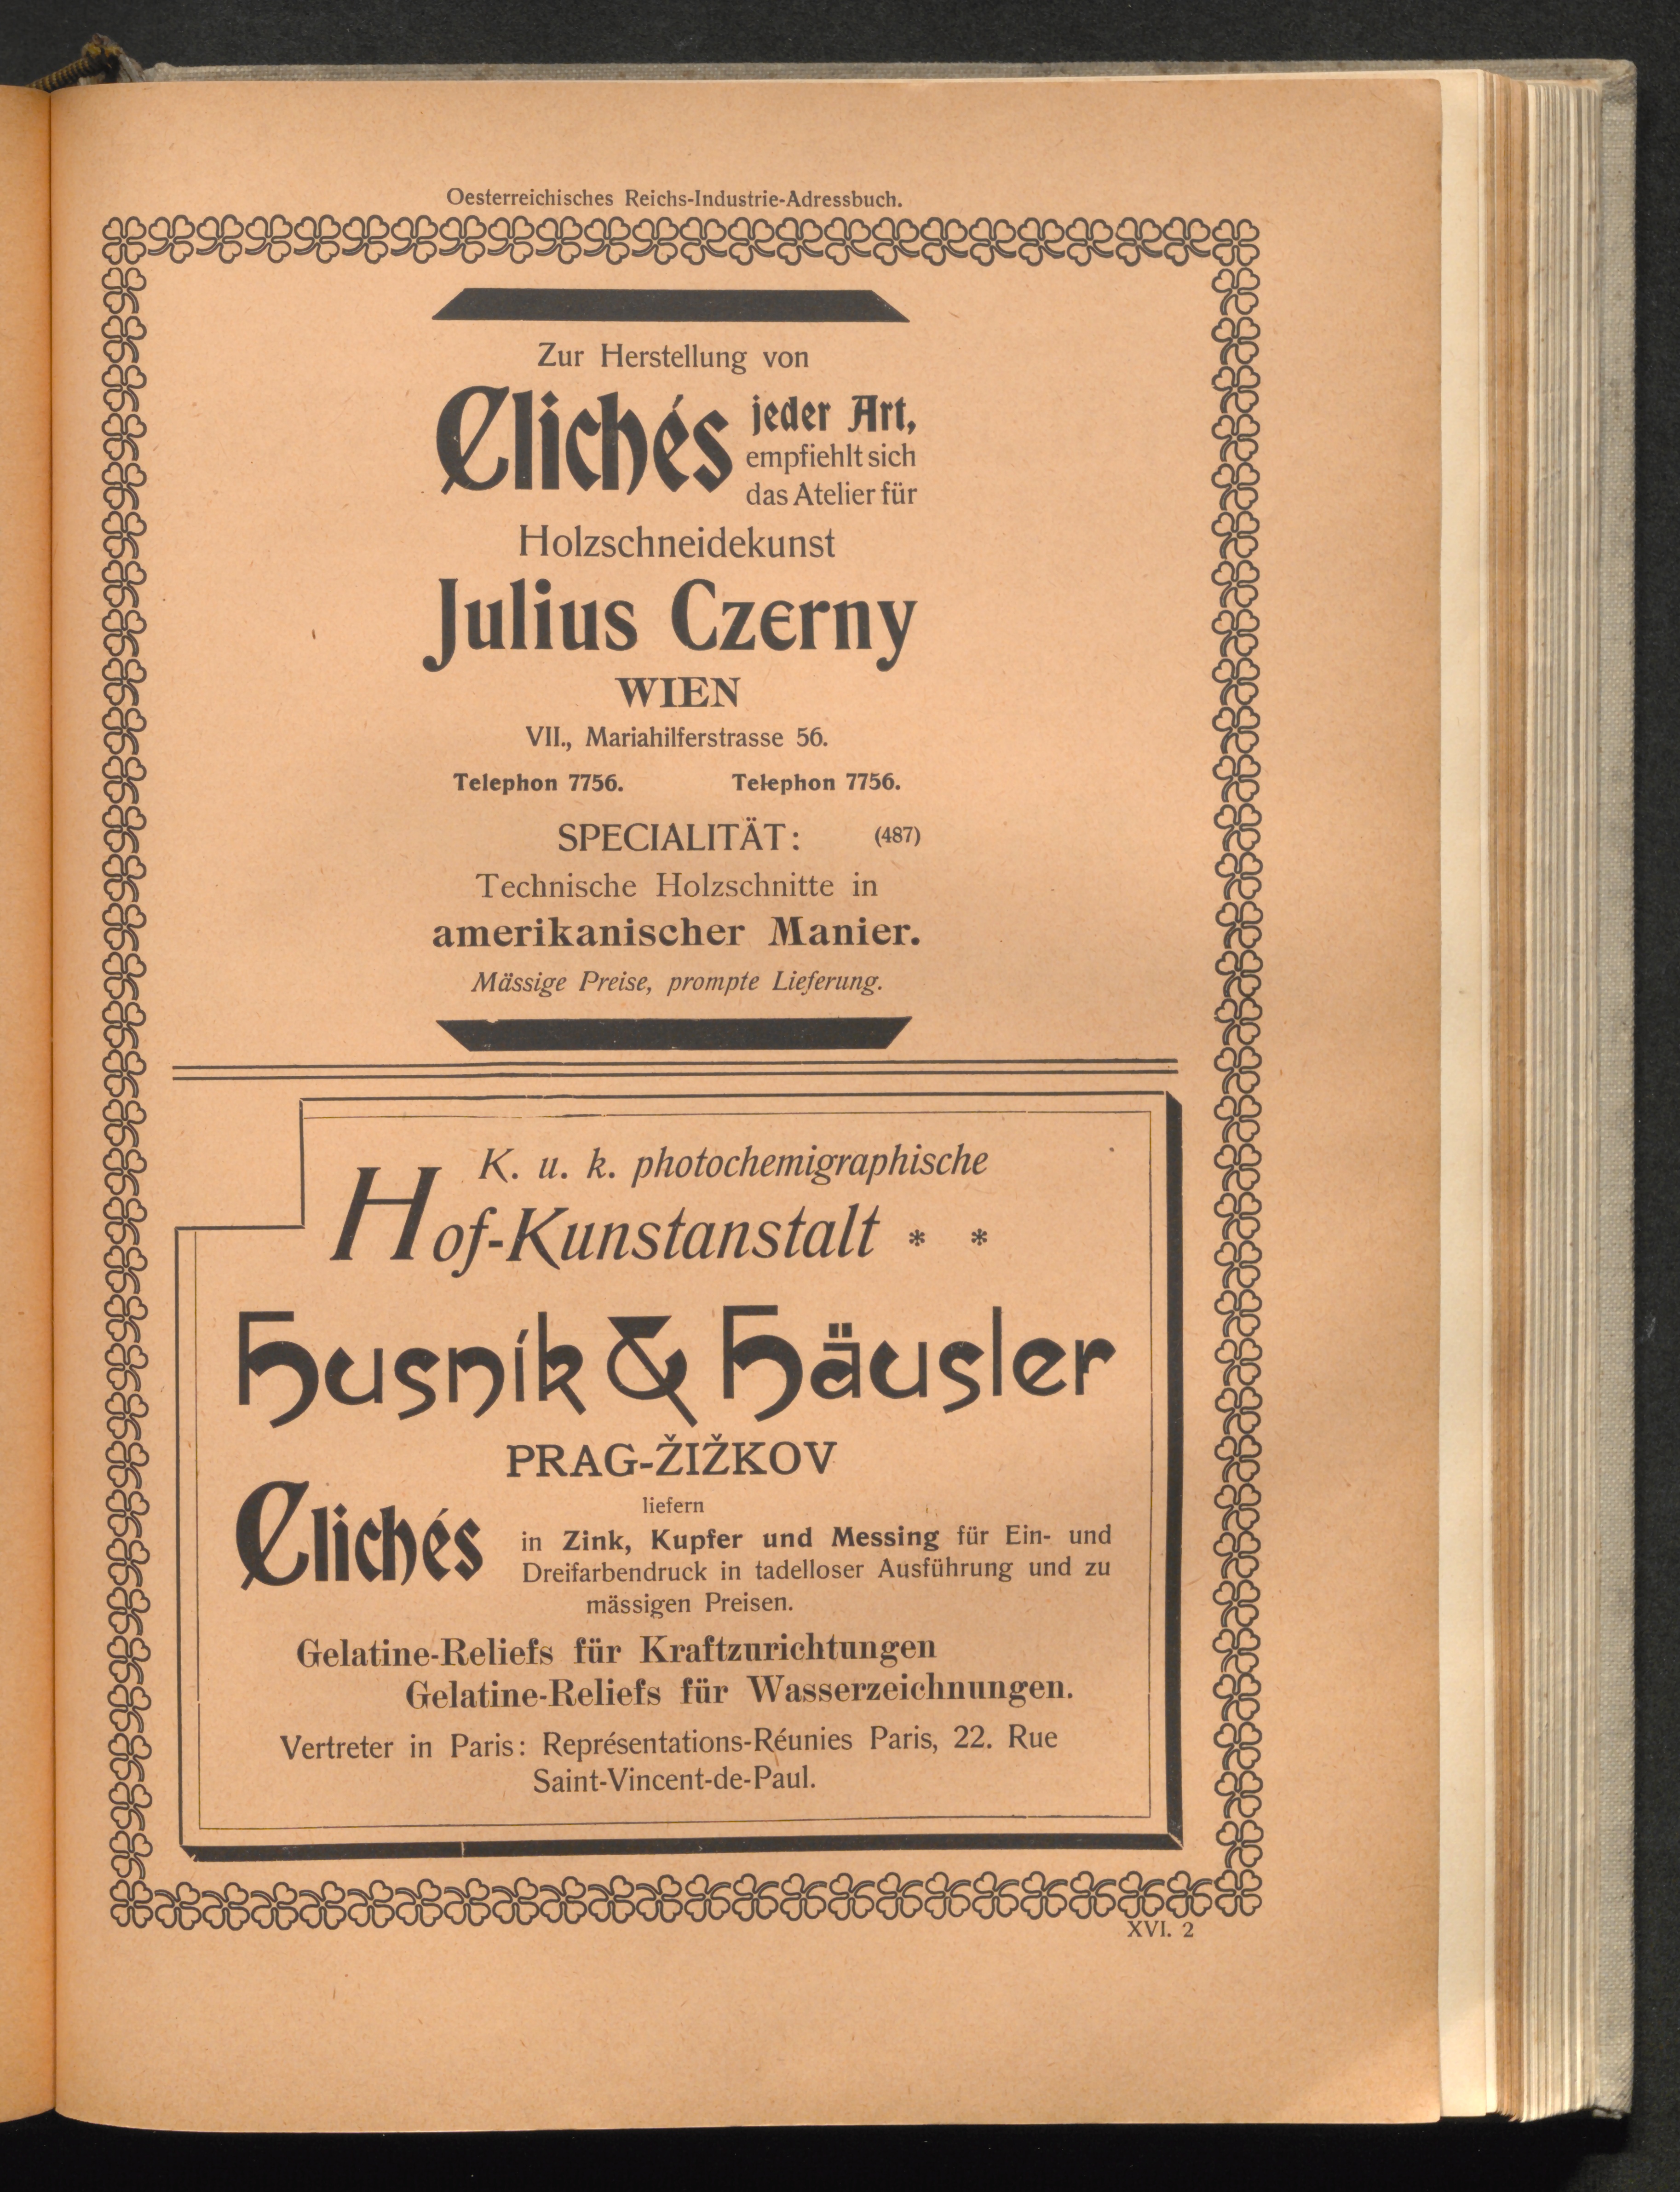 Oesterreichisches Reichs-Industrie-Adressbuch.
Zur Herstellung von
Clichés jeder Art,
empfiehlt sich
das Atelier für
Holzschneidekunst
Julius Czerny
WIEN
VII., Mariahilferstrasse 56.
Telephon 7756. Telephon 7756.
SPECIALITÄT: (487)
Technische Holzschnitte in
amerikanischer Manier.
Mässige Preise, prompte Lieferung.
K. u. k. photochemigraphische
Hof-Kunstanstalt * *
Husník & Häusler
PRAG-ŽIŽKOV
liefern
Clichés in Zink, Kupfer und Messing für Ein- und
Dreifarbendruck in tadelloser Ausführung und zu
mässigen Preisen.
Gelatine-Reliefs für Kraftzurichtungen
Gelatine-Reliefs für Wasserzeichnungen.
Vertreter in Paris: Représentations-Réunies Paris, 22. Rue
Saint-Vincent-de-Paul.
XVI. 2